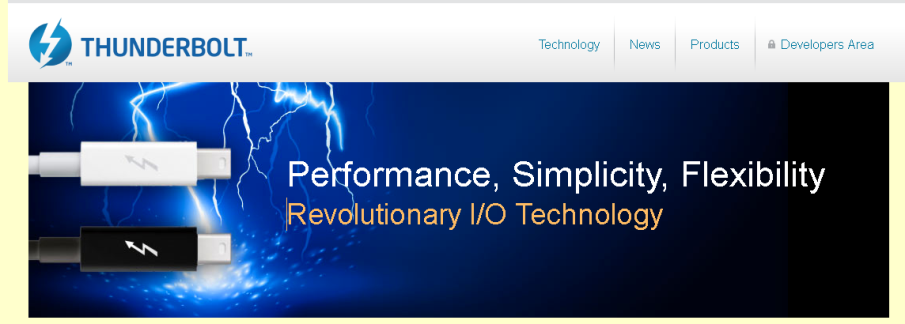 THUNDERBOLT™
Technology News Products Developers Area
Performance, Simplicity, Flexibility
Revolutionary I/O Technology